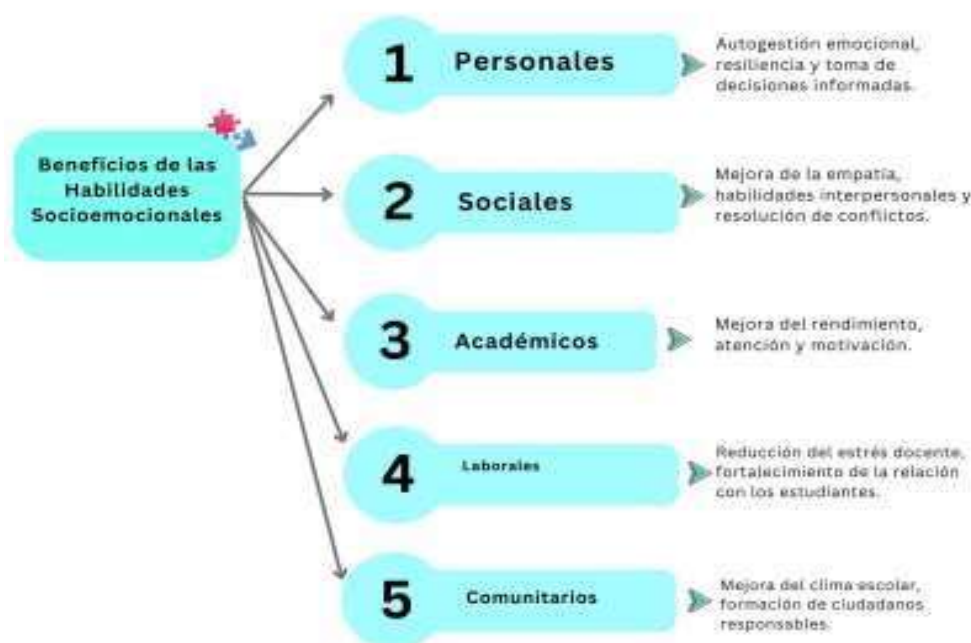 Beneficios de las
Habilidades
Socioemocionales
1
Personales
Autogestión emocional,
resiliencia y toma de
decisiones informadas.
2
Sociales
Mejora de la empatía,
habilidades interpersonales y
resolución de conflictos.
3
Académicos
Mejora del rendimiento,
atención y motivación.
4
Laborales
Reducción del estrés docente,
fortalecimiento de la relación
con los estudiantes.
5
Comunitarios
Mejora del clima escolar,
formación de ciudadanos
responsables.